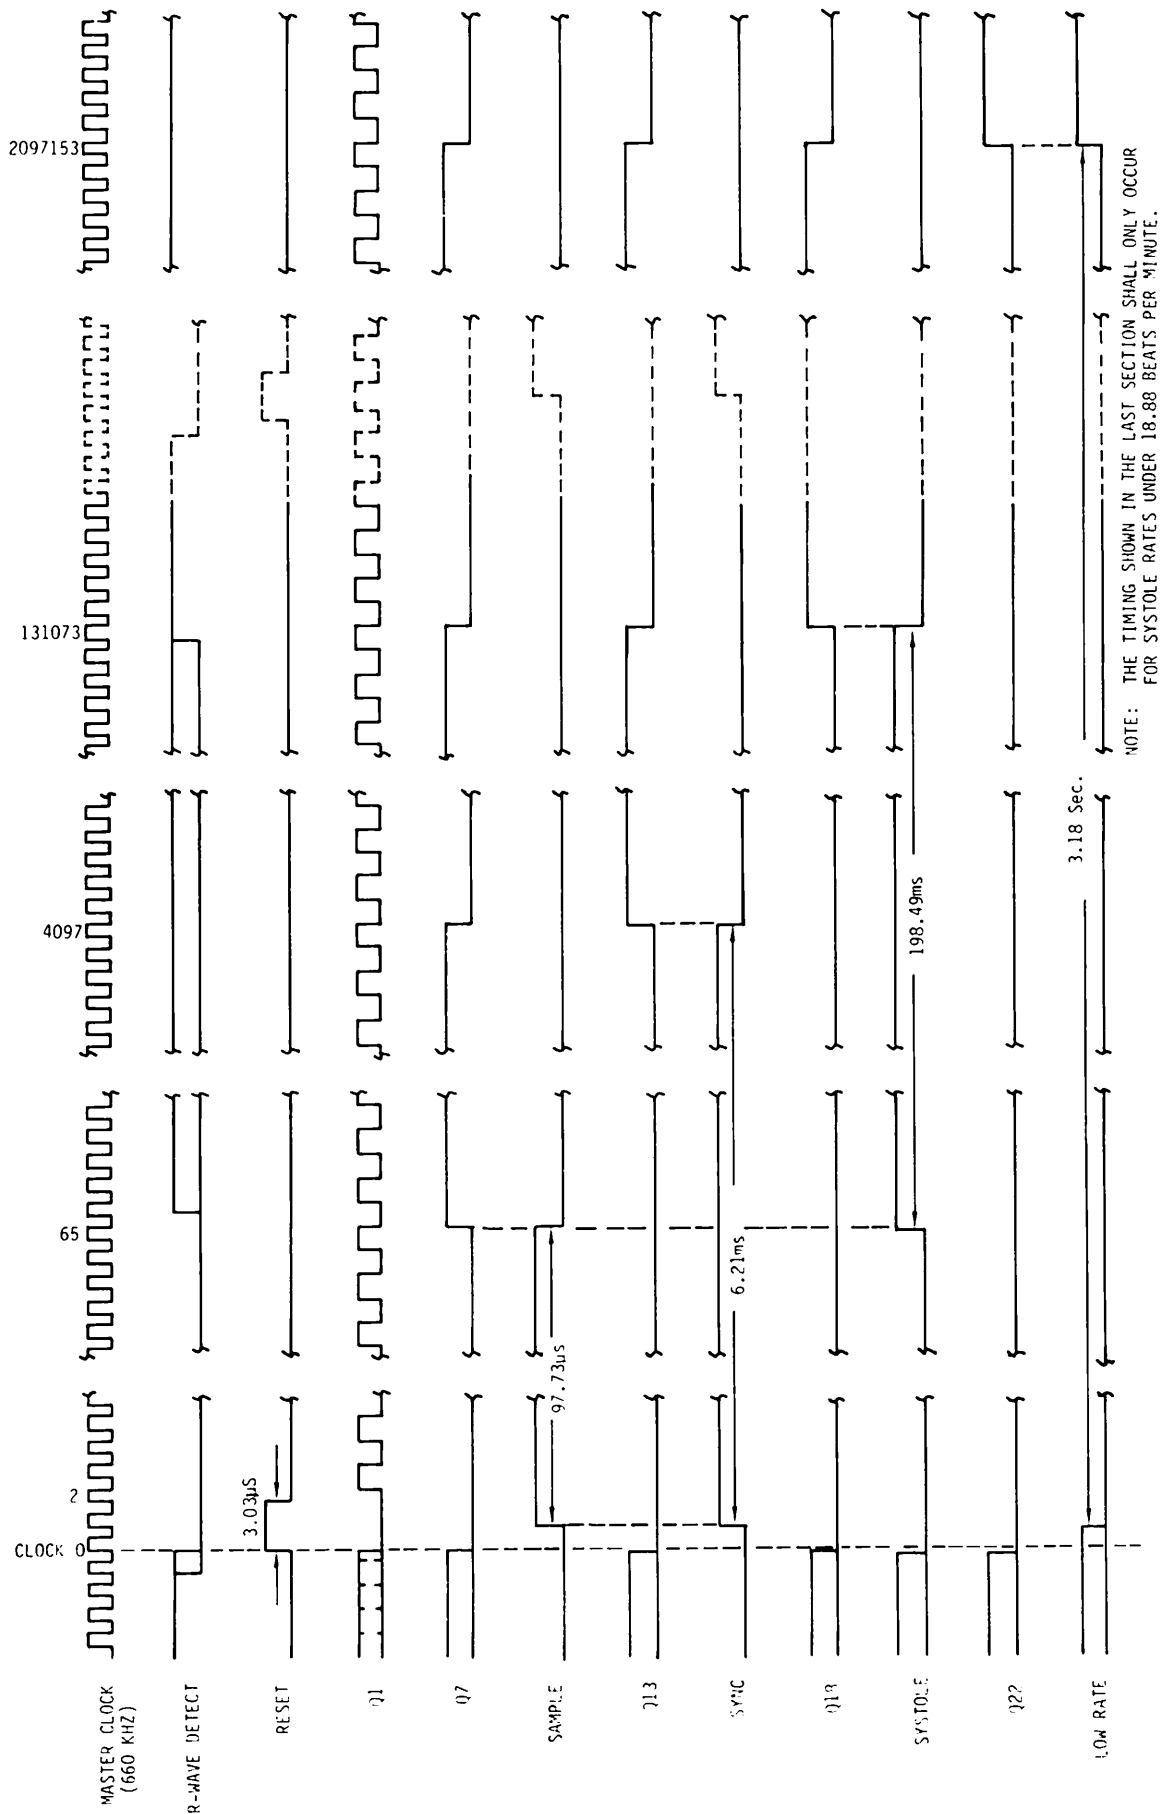 MASTER CLOCK
(660 KHZ)
R-WAVE DETECT
RESET
Q1
Q7
SAMPLE
Q13
SYNC
Q18
SYSTOLE
Q22
LOW RATE
CLOCK 0
2
65
4097
131073
2097153
3.03µS
97.73µs
6.21ms
198.49ms
3.18 Sec.
NOTE: THE TIMING SHOWN IN THE LAST SECTION SHALL ONLY OCCUR
FOR SYSTOLE RATES UNDER 18.88 BEATS PER MINUTE.